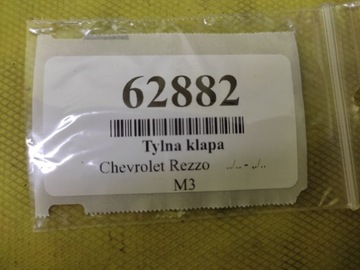 62882
Tylna klapa
Chevrolet Rezzo ../.. - ../..
M3